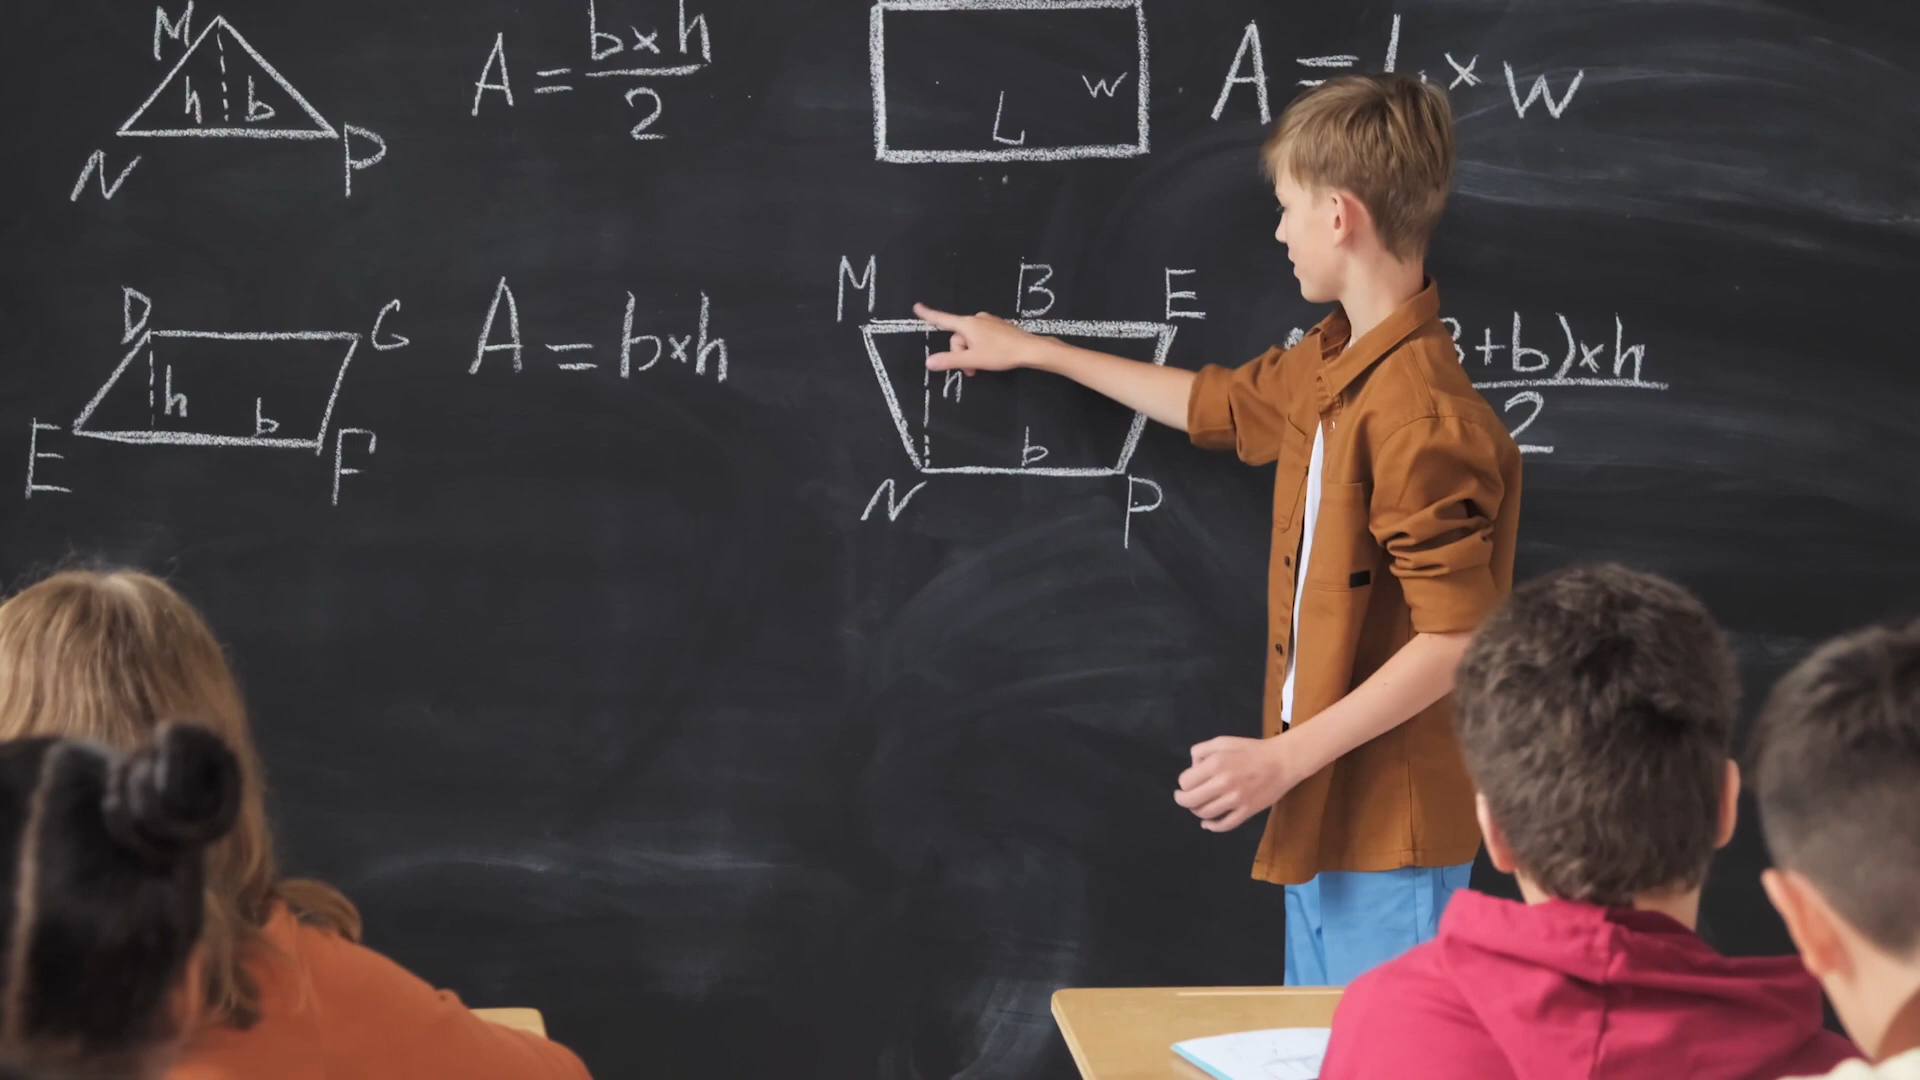 M
h b
N P
A = b×h
2
W
L
A = L × W
D G
h
b
E F
A = b×h
M B E
h
b
N P
+b)×h
2